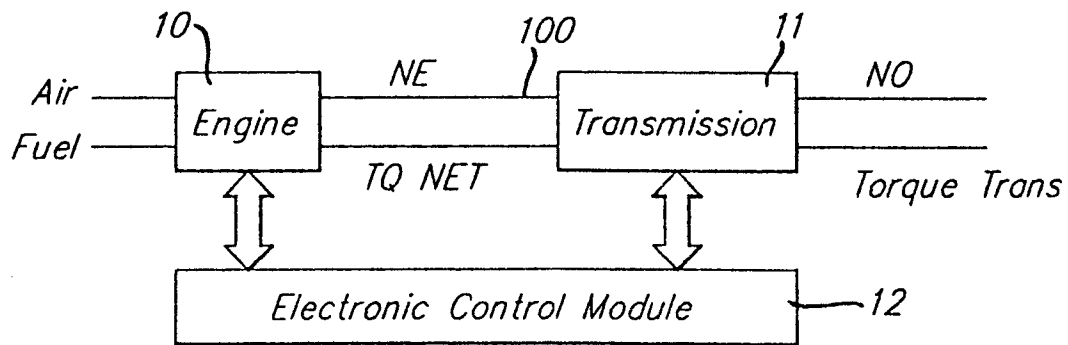 10
100
11
Air
NE
NO
Engine
Transmission
Fuel
TQ NET
Torque Trans
Electronic Control Module
12